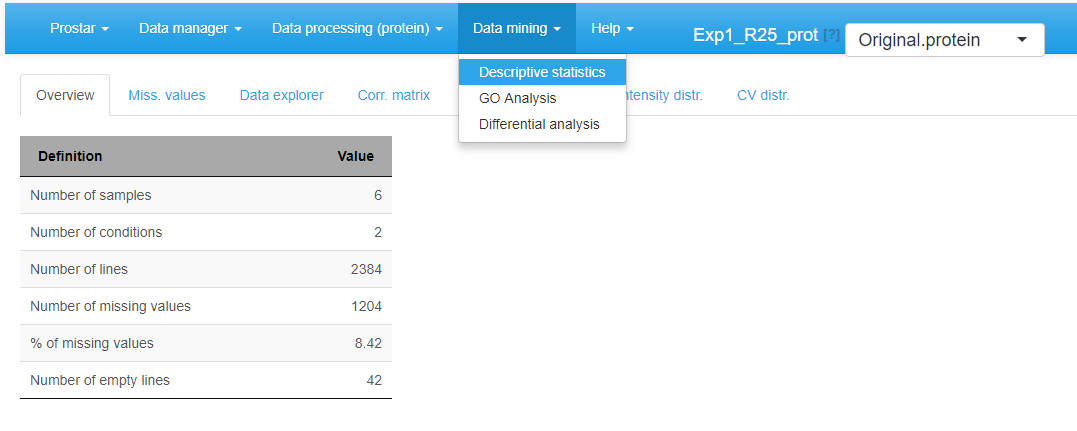 Prostar Data manager Data processing (protein) Data mining Help Exp1_R25_prot [?] Original.protein
Descriptive statistics
GO Analysis
Differential analysis
Overview Miss. values Data explorer Corr. matrix ntensity distr. CV distr.
Definition Value
Number of samples 6
Number of conditions 2
Number of lines 2384
Number of missing values 1204
% of missing values 8.42
Number of empty lines 42